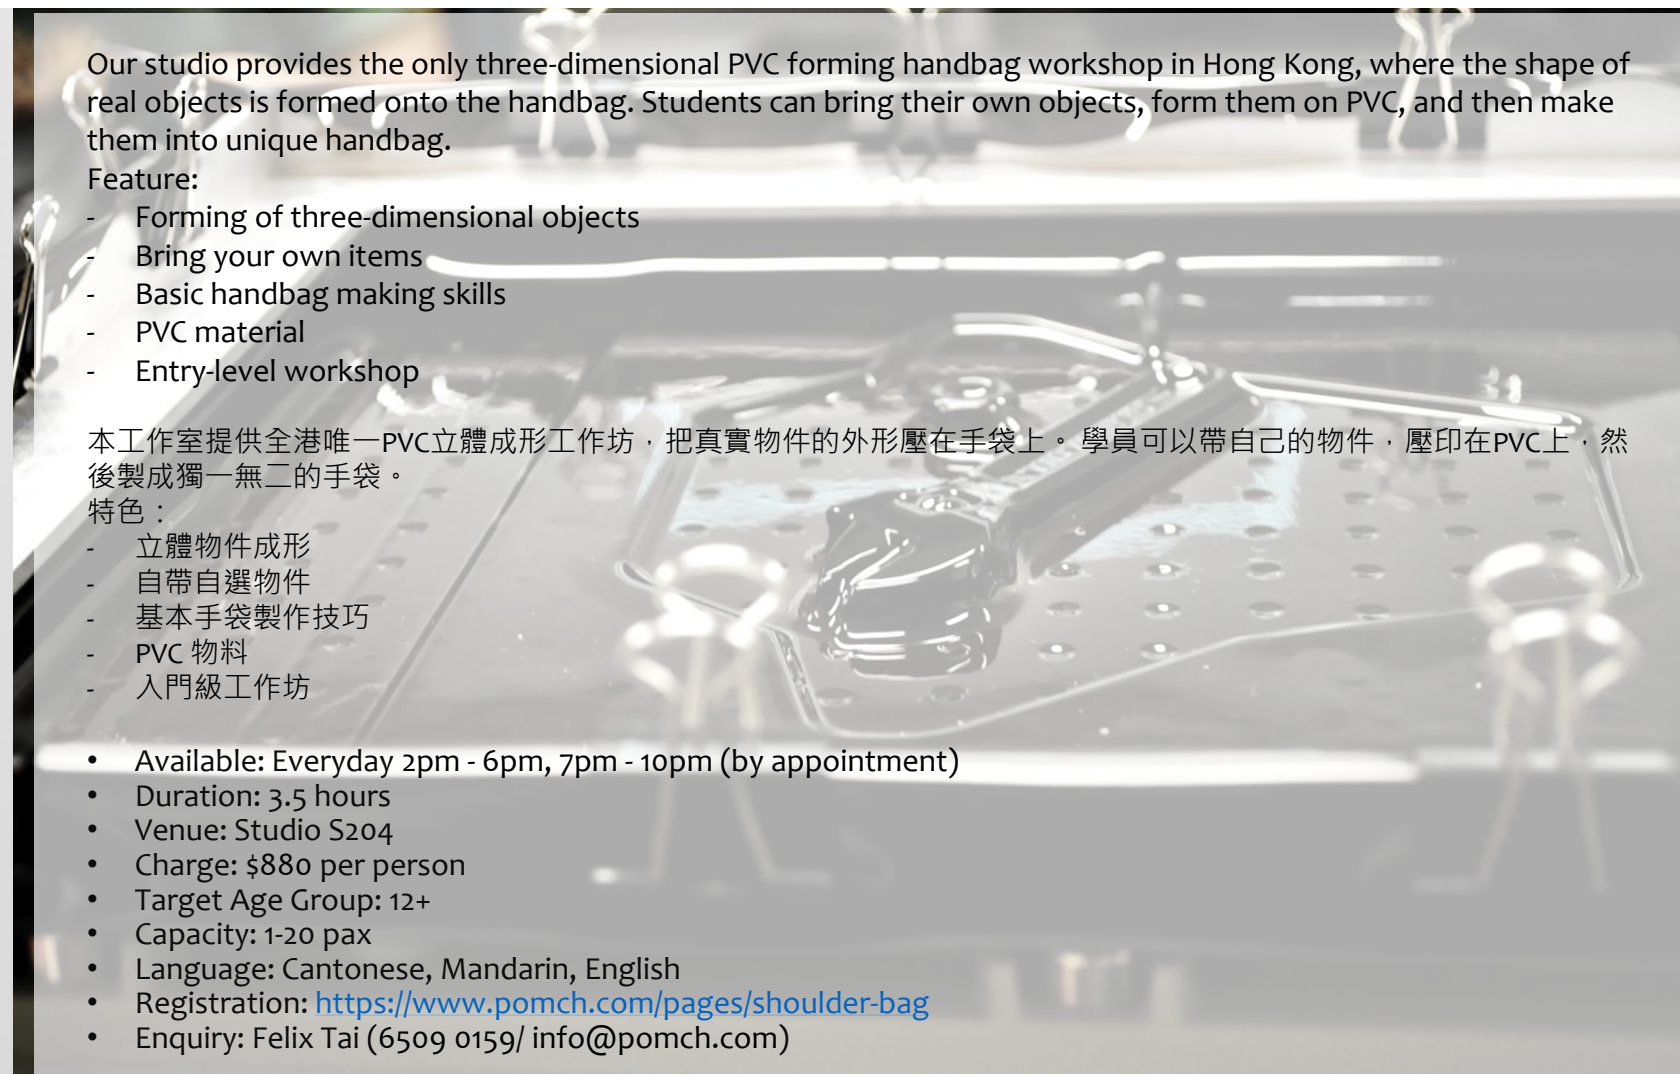 Our studio provides the only three-dimensional PVC forming handbag workshop in Hong Kong, where the shape of
real objects is formed onto the handbag. Students can bring their own objects, form them on PVC, and then make
them into unique handbag.
Feature:
- Forming of three-dimensional objects
- Bring your own items
- Basic handbag making skills
- PVC material
- Entry-level workshop
本工作室提供全港唯一PVC立體成形工作坊，把真實物件的外形壓在手袋上。 學員可以帶自己的物件，壓印在PVC上，然
後製成獨一無二的手袋。
特色：
- 立體物件成形
- 自帶自選物件
- 基本手袋製作技巧
- PVC 物料
- 入門級工作坊
• Available: Everyday 2pm - 6pm, 7pm - 10pm (by appointment)
• Duration: 3.5 hours
• Venue: Studio S204
• Charge: $880 per person
• Target Age Group: 12+
• Capacity: 1-20 pax
• Language: Cantonese, Mandarin, English
• Registration: https://www.pomch.com/pages/shoulder-bag
• Enquiry: Felix Tai (6509 0159/ info@pomch.com)